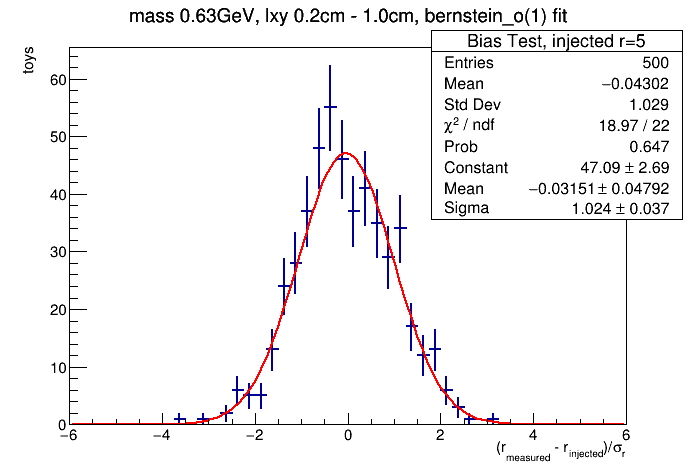 mass 0.63GeV, lxy 0.2cm - 1.0cm, bernstein_o(1) fit
toys
Bias Test, injected r=5
Entries 500
Mean −0.04302
Std Dev 1.029
χ² / ndf 18.97 / 22
Prob 0.647
Constant 47.09 ± 2.69
Mean −0.03151 ± 0.04792
Sigma 1.024 ± 0.037
60
50
40
30
20
10
0
−6 −4 −2 0 2 4 6
(r_measured - r_injected)/σ_r